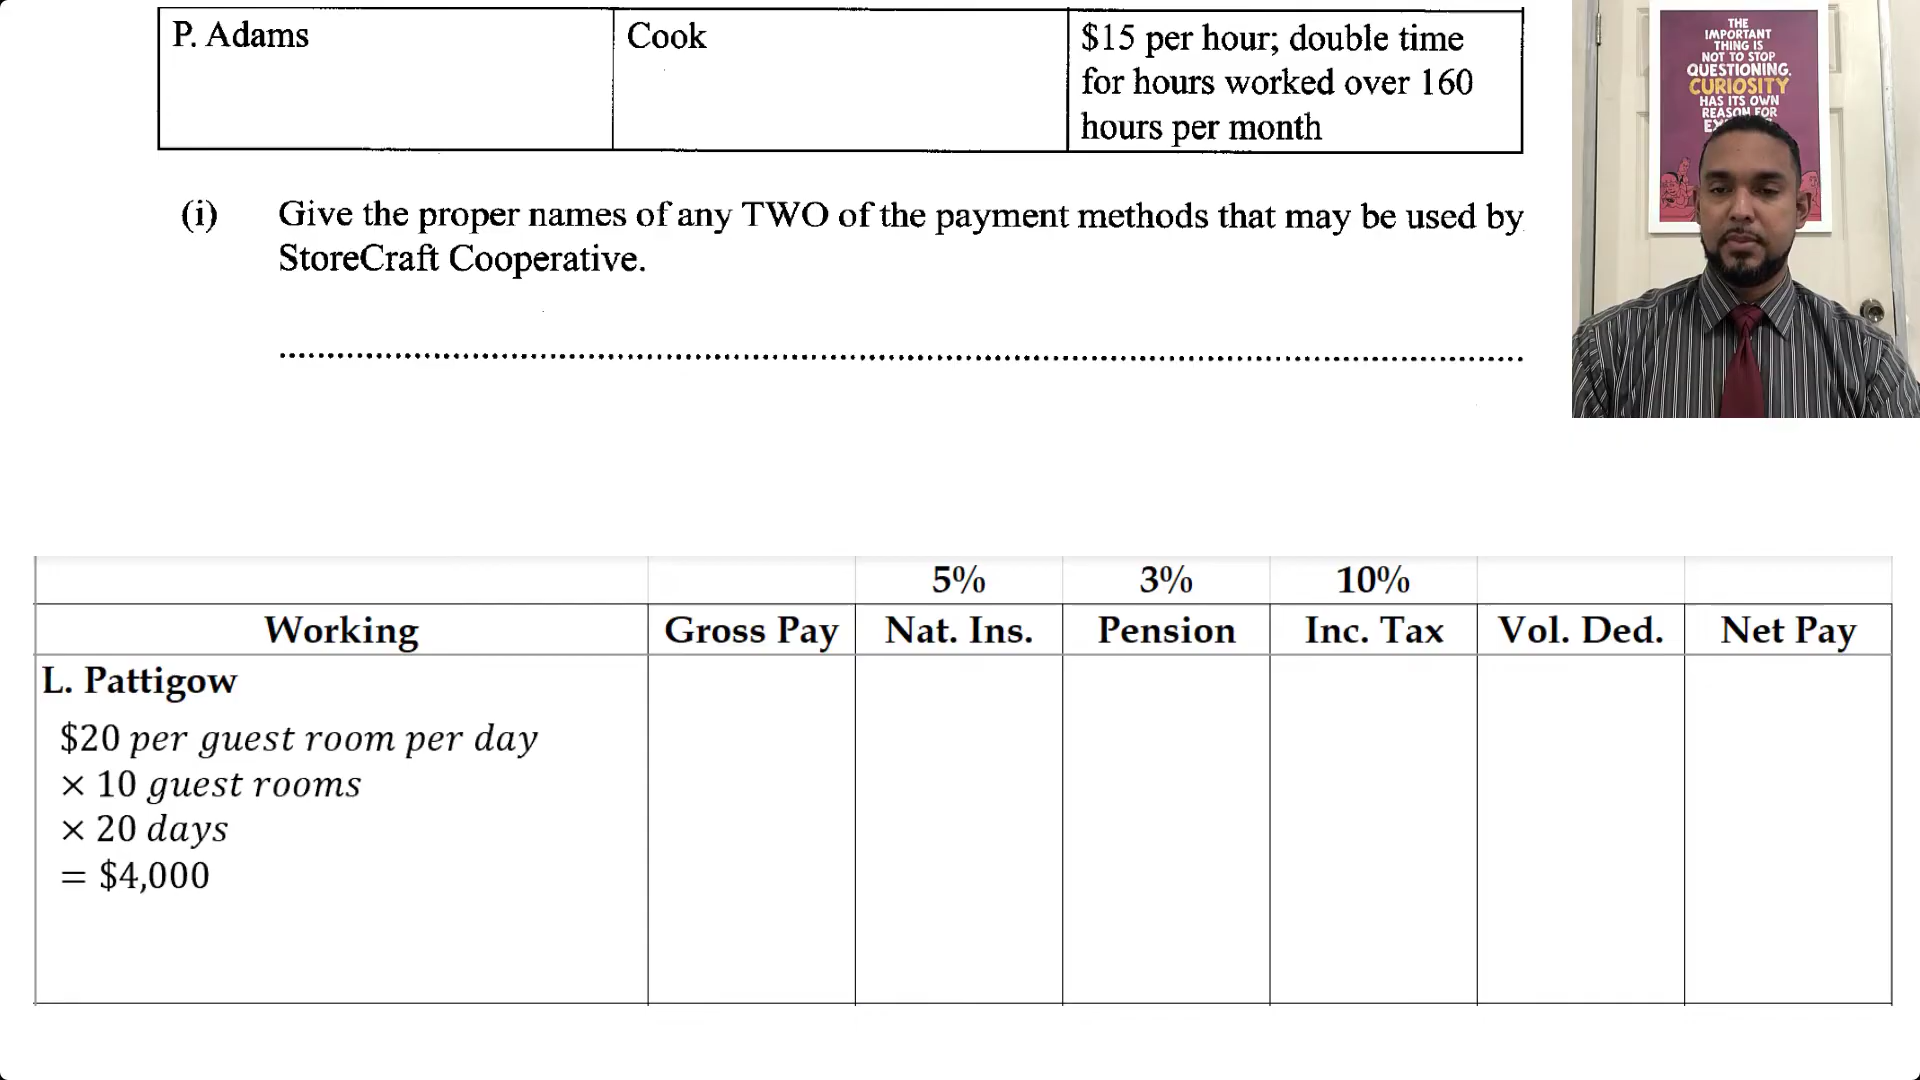 P. Adams
Cook
$15 per hour; double time
for hours worked over 160
hours per month
(i) Give the proper names of any TWO of the payment methods that may be used by
StoreCraft Cooperative.
THE
IMPORTANT
THING IS
NOT TO STOP
QUESTIONING.
CURIOSITY
HAS ITS OWN
REASON FOR
5% 3% 10%
Working Gross Pay Nat. Ins. Pension Inc. Tax Vol. Ded. Net Pay
L. Pattigow
$20 per guest room per day
× 10 guest rooms
× 20 days
= $4,000